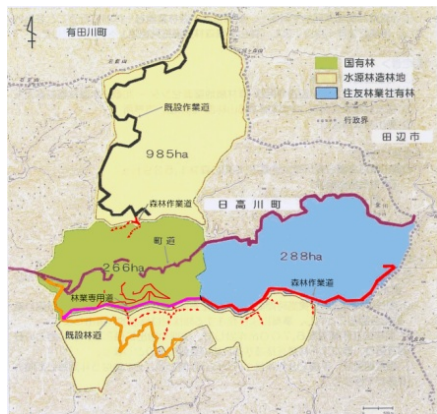 有田川町
国有林
水源林造林地
住友林業社有林
行政界
既設作業道
田辺市
985ha
森林作業道
日高川町
町道
266ha
288ha
森林作業道
林業専用道
既設林道